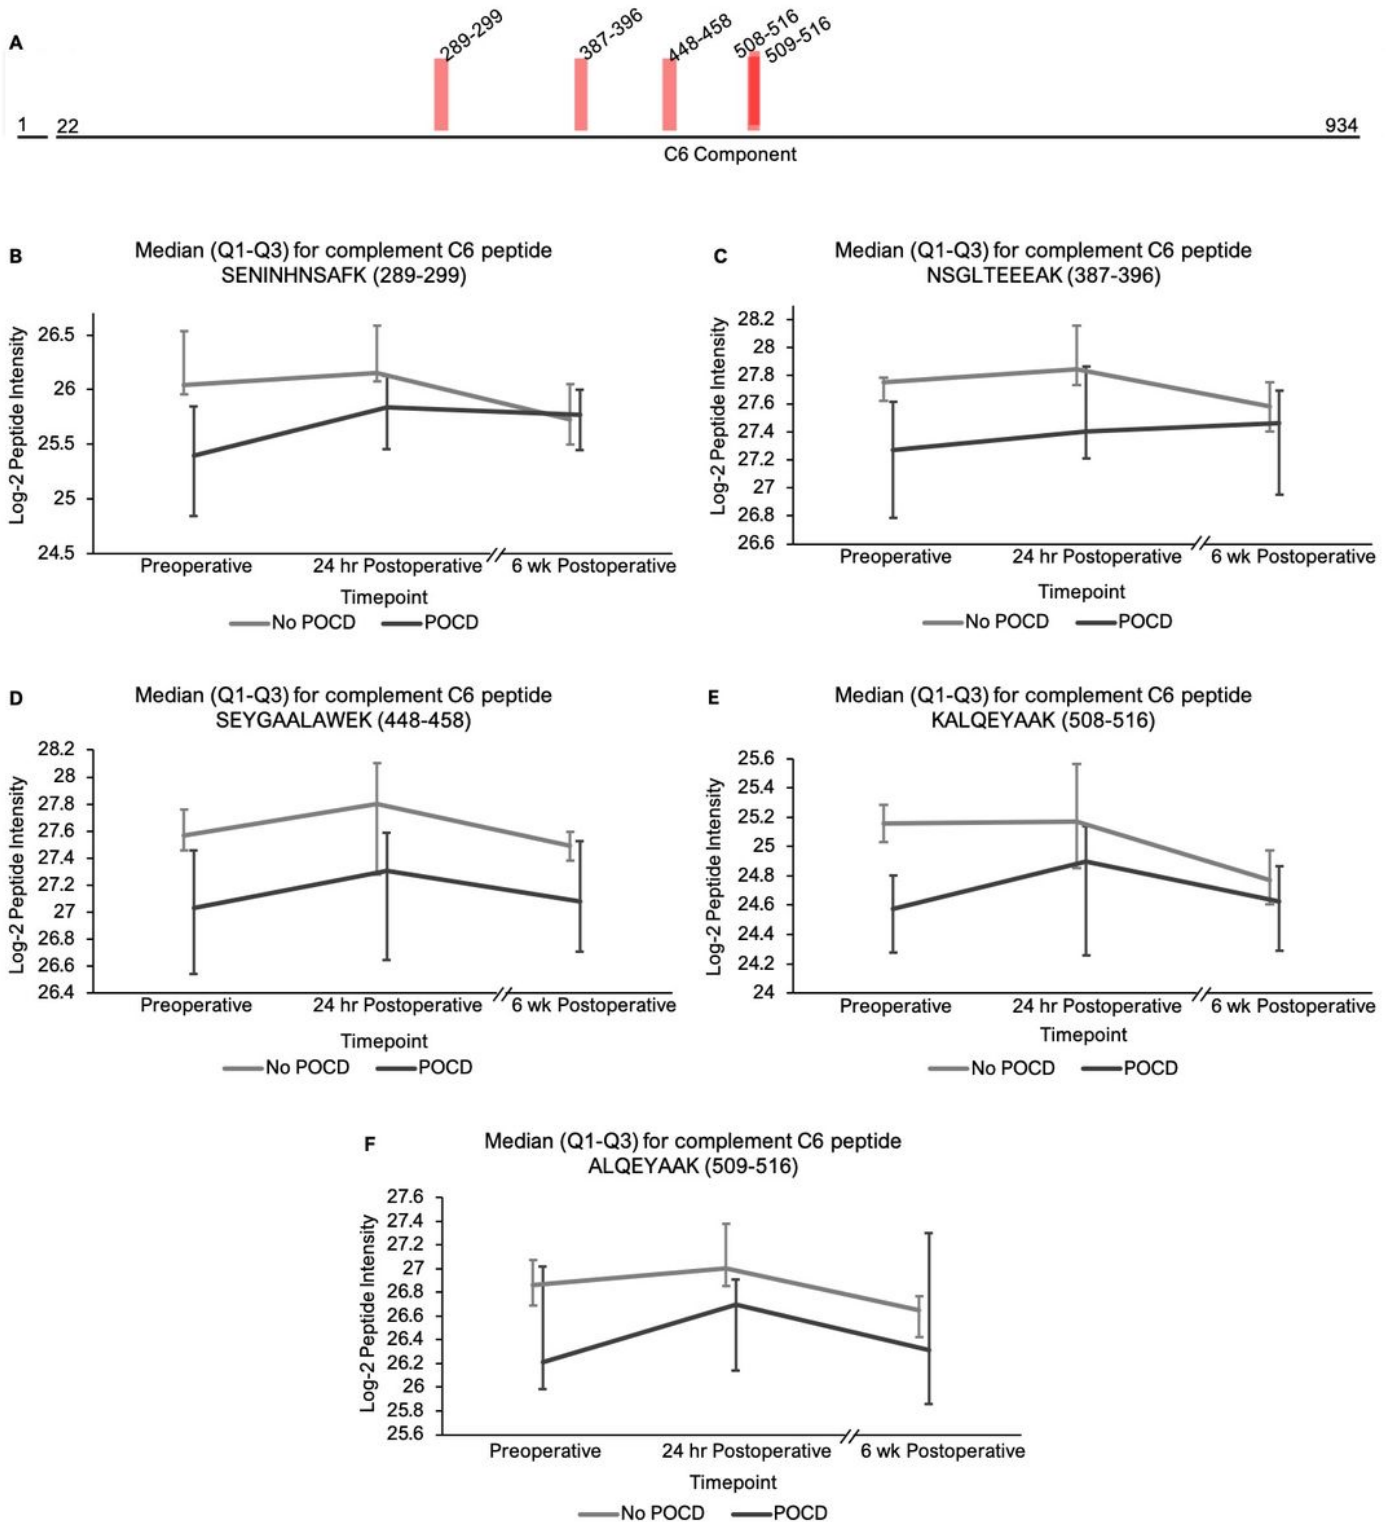 A
289-299
387-396
448-458
508-516
509-516
1
22
934
C6 Component
B
Median (Q1-Q3) for complement C6 peptide
SENINHNSAFK (289-299)
Log-2 Peptide Intensity
26.5
26
25.5
25
24.5
Preoperative
24 hr Postoperative
6 wk Postoperative
Timepoint
No POCD
POCD
C
Median (Q1-Q3) for complement C6 peptide
NSGLTEEEAK (387-396)
Log-2 Peptide Intensity
28.2
28
27.8
27.6
27.4
27.2
27
26.8
26.6
Preoperative
24 hr Postoperative
6 wk Postoperative
Timepoint
No POCD
POCD
D
Median (Q1-Q3) for complement C6 peptide
SEYGAALAWEK (448-458)
Log-2 Peptide Intensity
28.2
28
27.8
27.6
27.4
27.2
27
26.8
26.6
26.4
Preoperative
24 hr Postoperative
6 wk Postoperative
Timepoint
No POCD
POCD
E
Median (Q1-Q3) for complement C6 peptide
KALQEYAAK (508-516)
Log-2 Peptide Intensity
25.6
25.4
25.2
25
24.8
24.6
24.4
24.2
24
Preoperative
24 hr Postoperative
6 wk Postoperative
Timepoint
No POCD
POCD
F
Median (Q1-Q3) for complement C6 peptide
ALQEYAAK (509-516)
Log-2 Peptide Intensity
27.6
27.4
27.2
27
26.8
26.6
26.4
26.2
26
25.8
25.6
Preoperative
24 hr Postoperative
6 wk Postoperative
Timepoint
No POCD
POCD